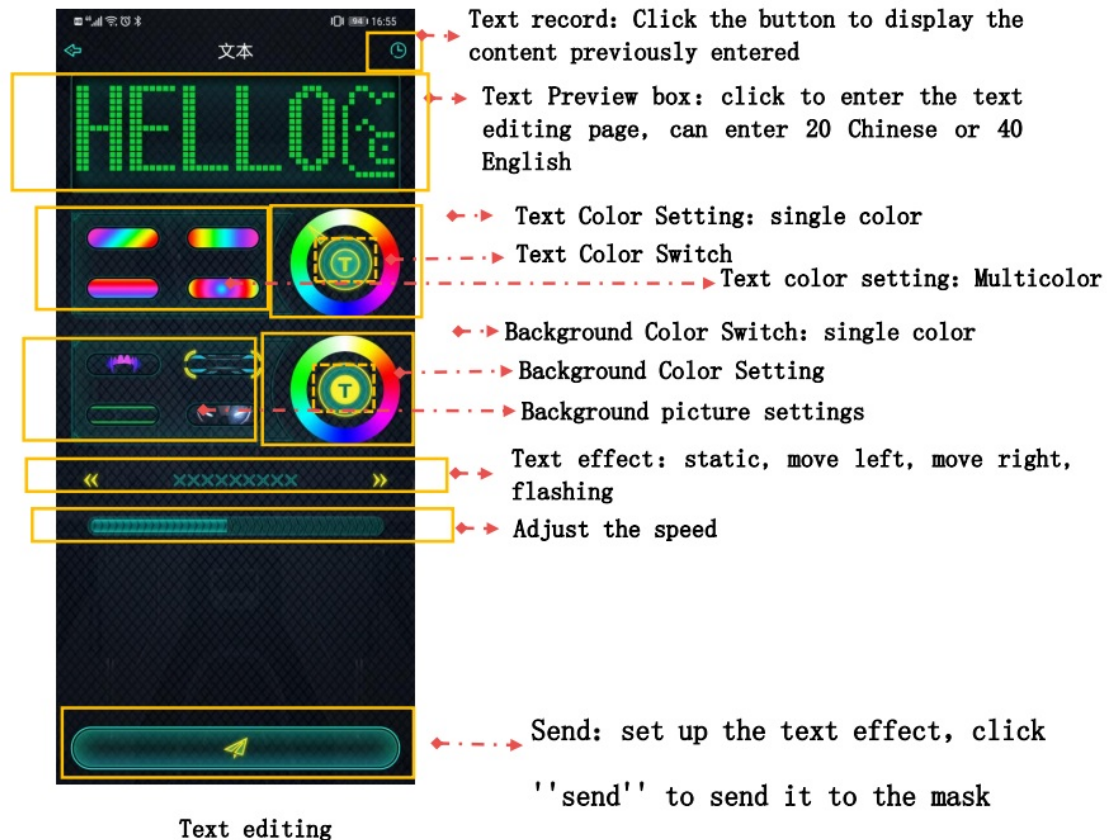 94 16:55
文本
HELLO
Text record: Click the button to display the
content previously entered
Text Preview box: click to enter the text
editing page, can enter 20 Chinese or 40
English
Text Color Setting: single color
T
Text Color Switch
Text color setting: Multicolor
Background Color Switch: single color
T
Background Color Setting
Background picture settings
Text effect: static, move left, move right,
flashing
Adjust the speed
Send: set up the text effect, click
''send'' to send it to the mask
Text editing